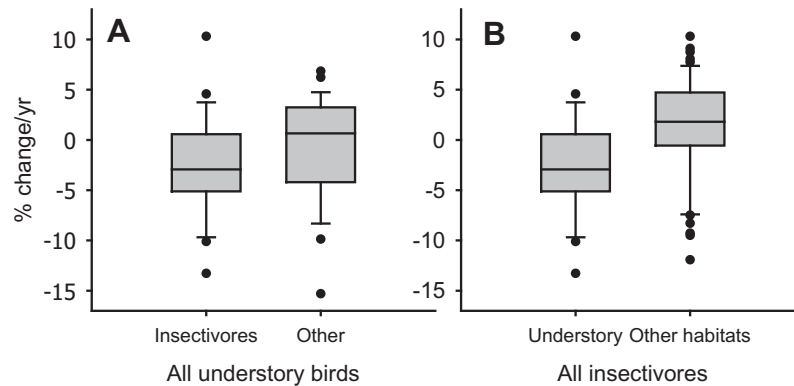 A
B
% change/yr
10
5
0
-5
-10
-15
10
5
0
-5
-10
-15
Insectivores Other
Understory Other habitats
All understory birds
All insectivores